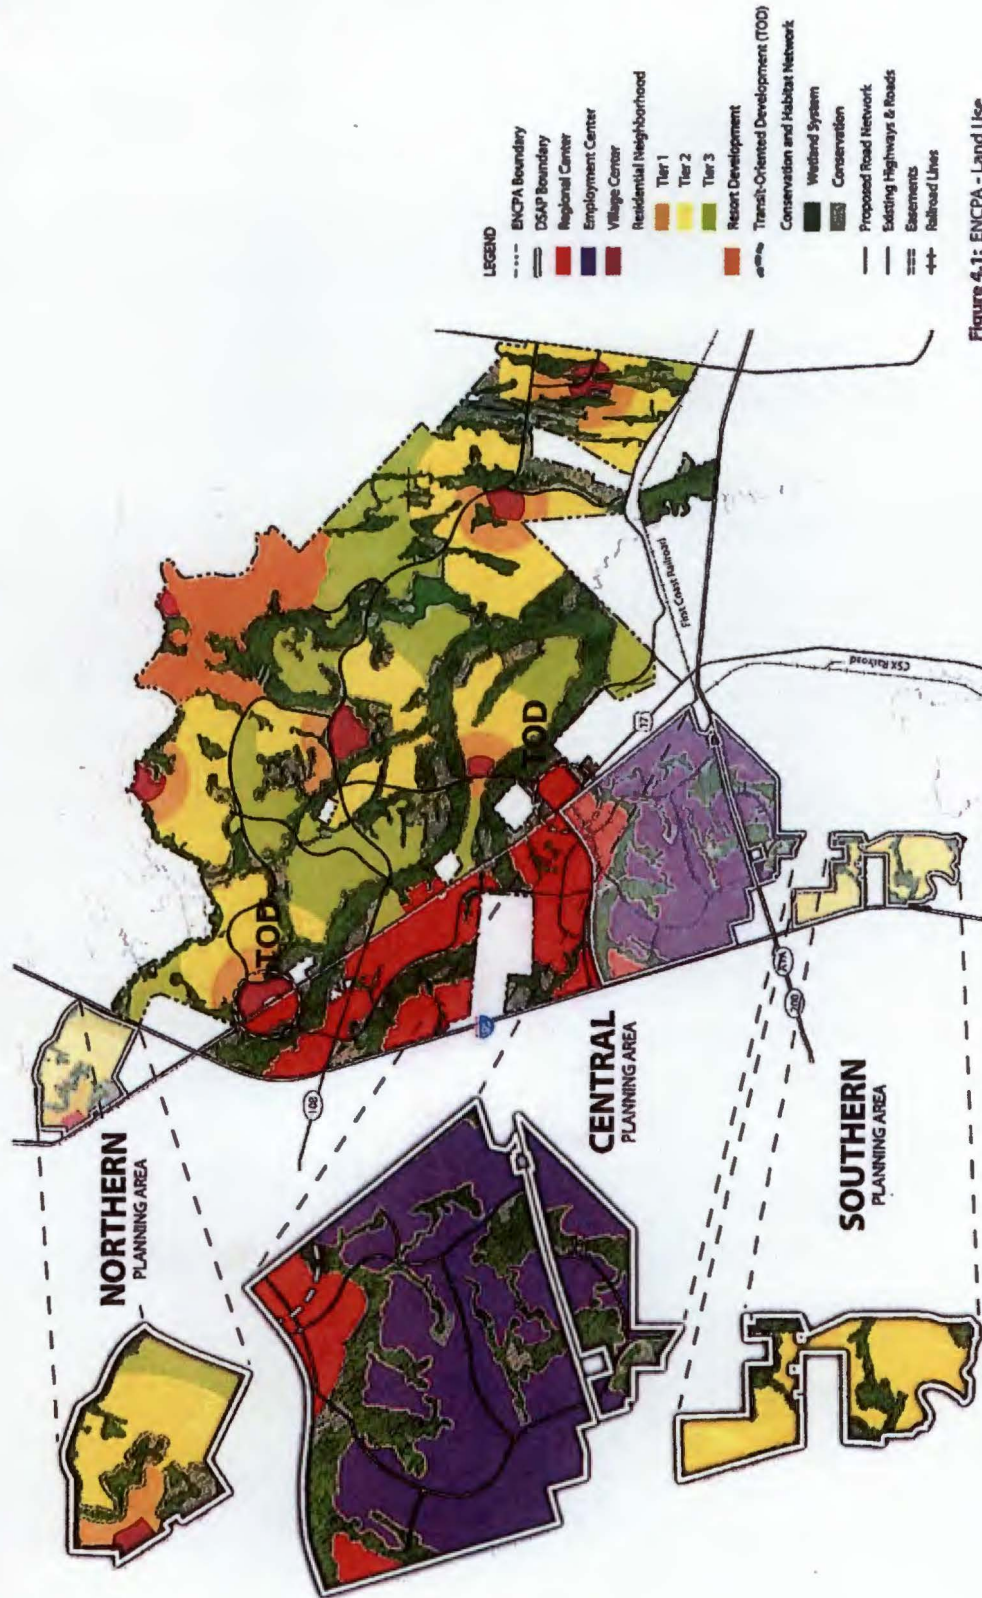 NORTHERN
PLANNING AREA
CENTRAL
PLANNING AREA
SOUTHERN
PLANNING AREA
TOD
TOD
108
17
A1A
200
First Coast Railroad
CSX Railroad
LEGEND
ENCPA Boundary
DSAP Boundary
Regional Center
Employment Center
Village Center
Residential Neighborhood
Tier 1
Tier 2
Tier 3
Resort Development
Transit-Oriented Development (TOD)
Conservation and Habitat Network
Wetland System
Conservation
Proposed Road Network
Existing Highways & Roads
Easements
Railroad Lines
Figure 4.1: ENCPA - Land Use